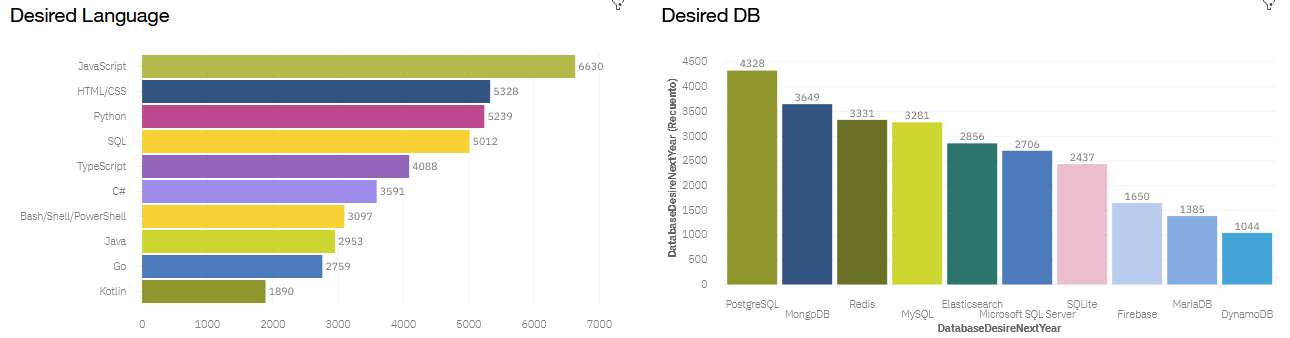 Desired Language
JavaScript 6630
HTML/CSS 5328
Python 5239
SQL 5012
TypeScript 4088
C# 3591
Bash/Shell/PowerShell 3097
Java 2953
Go 2759
Kotlin 1890
0 1000 2000 3000 4000 5000 6000 7000
Desired DB
DatabaseDesireNextYear (Recuento)
4500
4000
3500
3000
2500
2000
1500
1000
500
0
4328 3649 3331 3281 2856 2706 2437 1650 1385 1044
PostgreSQL MongoDB Redis MySQL Elasticsearch Microsoft SQL Server SQLite Firebase MariaDB DynamoDB
DatabaseDesireNextYear